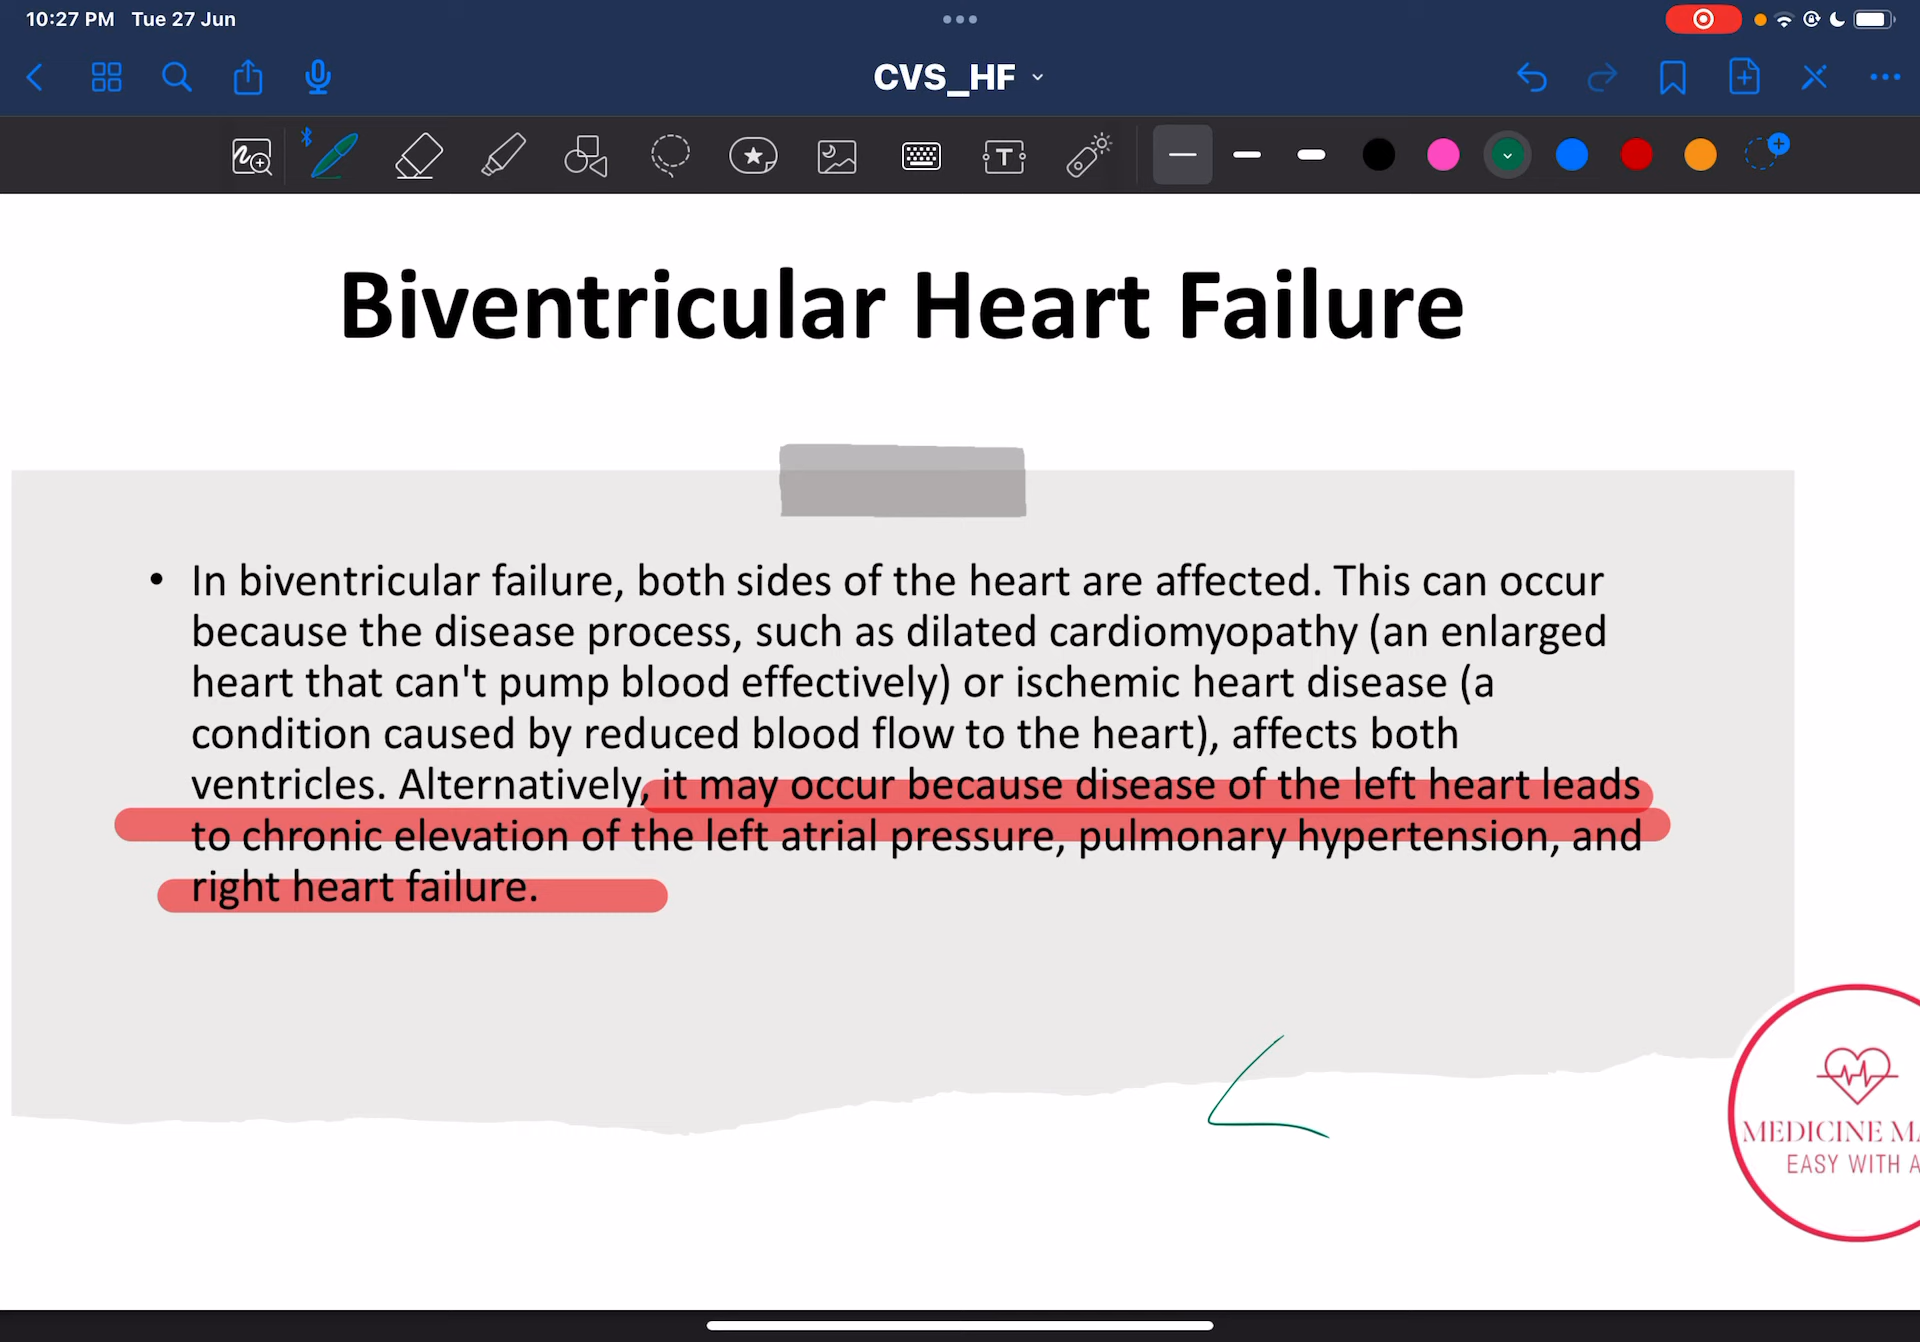 10:27 PM Tue 27 Jun
CVS_HF
T
Biventricular Heart Failure
• In biventricular failure, both sides of the heart are affected. This can occur
because the disease process, such as dilated cardiomyopathy (an enlarged
heart that can't pump blood effectively) or ischemic heart disease (a
condition caused by reduced blood flow to the heart), affects both
ventricles. Alternatively, it may occur because disease of the left heart leads
to chronic elevation of the left atrial pressure, pulmonary hypertension, and
right heart failure.
MEDICINE MA
EASY WITH A